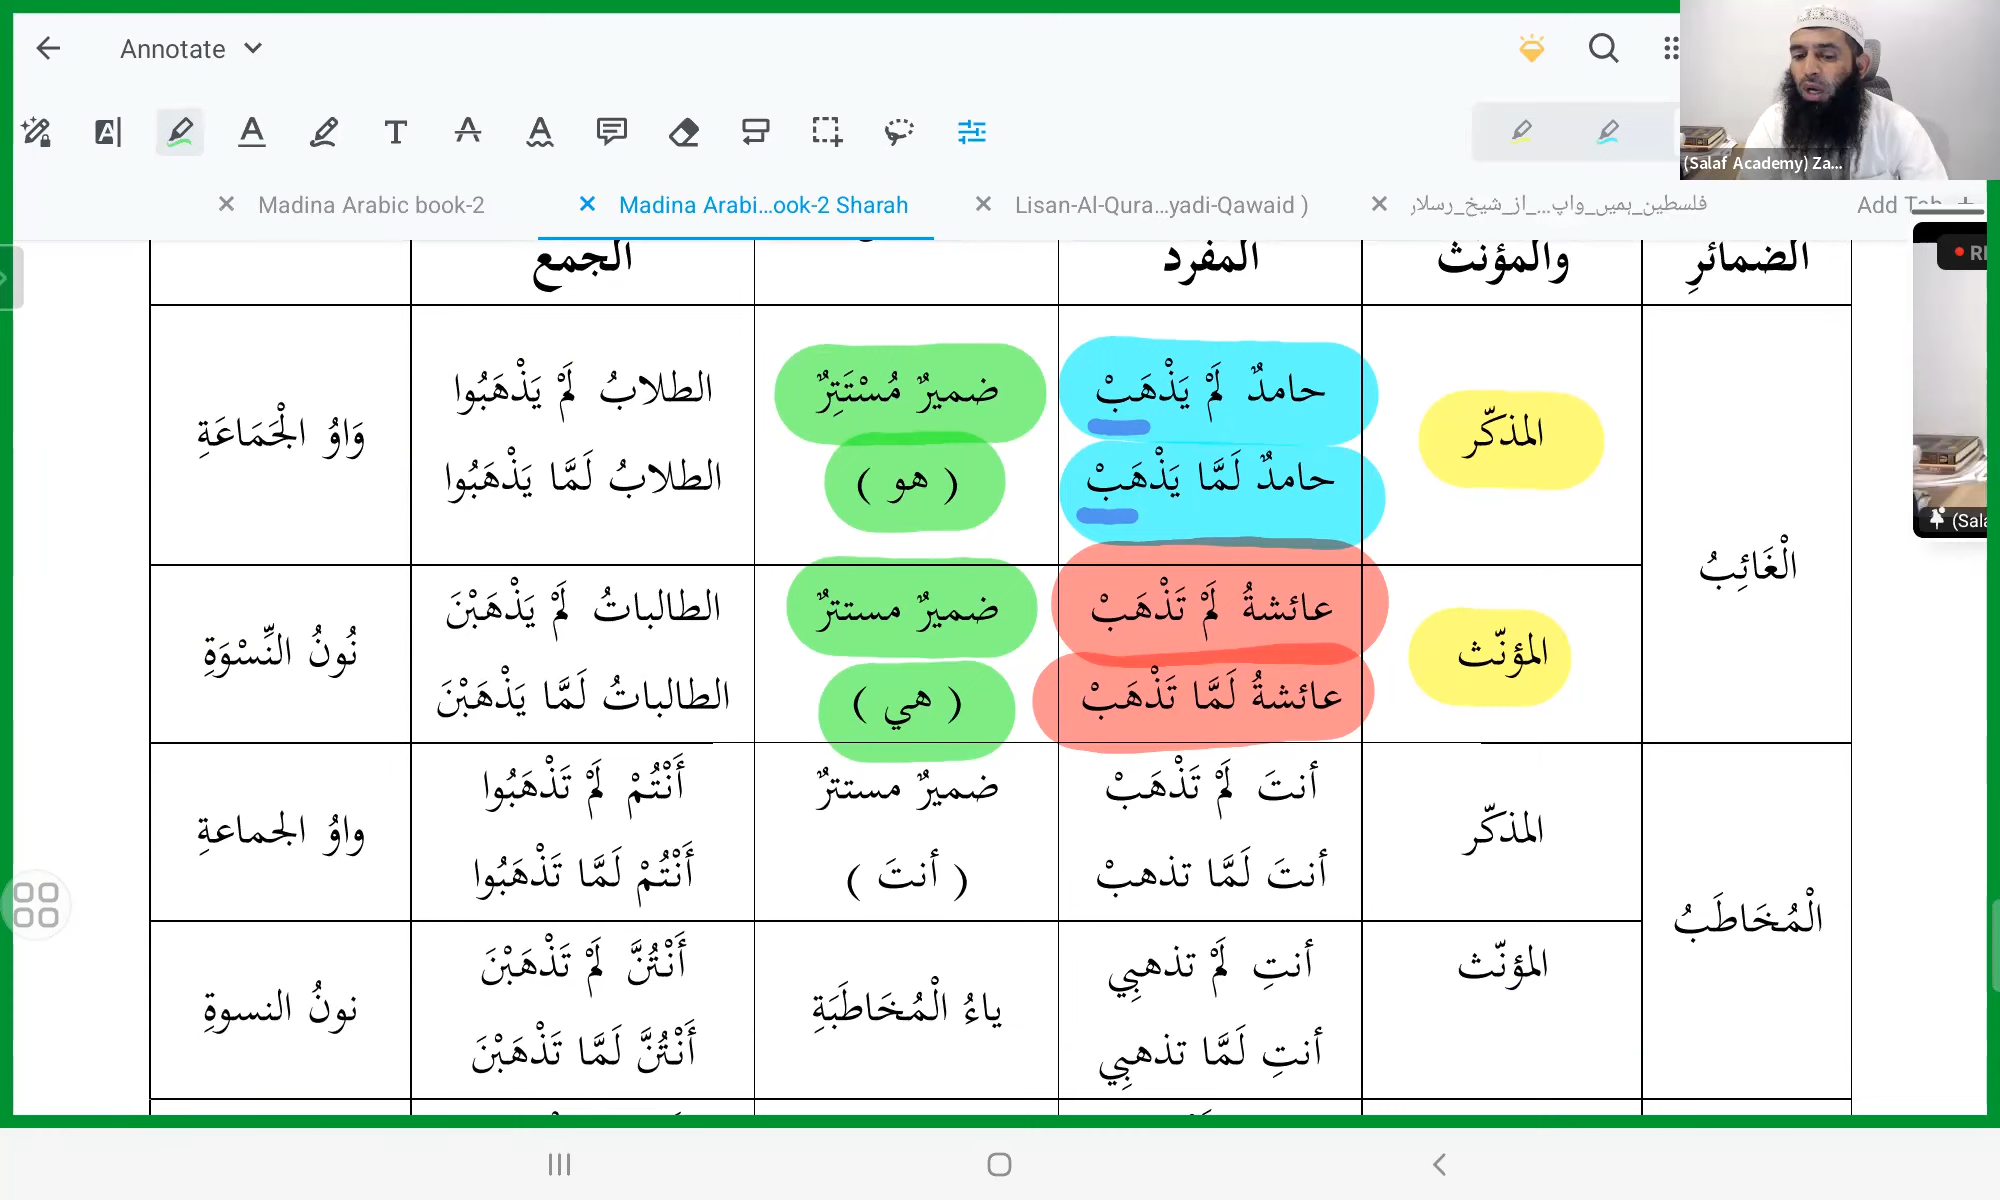 Annotate
(Salaf Academy) Za...
Madina Arabic book-2
Madina Arabi...ook-2 Sharah
Lisan-Al-Qura...yadi-Qawaid )
فلسطين_ہمیں_واپ..._از_شیخ_رسلار
Add Tab +
الضمائرِ
والمؤنث
المفرد
الجمع
الْغَائِبُ
المذكّر
حامدٌ لَمْ يَذْهَبْ
حامدٌ لَمَّا يَذْهَبْ
ضميرٌ مُسْتَتِرٌ
( هو )
الطلابُ لَمْ يَذْهَبُوا
الطلابُ لَمَّا يَذْهَبُوا
وَاوُ الْجَمَاعَةِ
المؤنّث
عائشةُ لَمْ تَذْهَبْ
عائشةُ لَمَّا تَذْهَبْ
ضميرٌ مستترٌ
( هي )
الطالباتُ لَمْ يَذْهَبْنَ
الطالباتُ لَمَّا يَذْهَبْنَ
نُونُ النِّسْوَةِ
الْمُخَاطَبُ
المذكّر
أنتَ لَمْ تَذْهَبْ
أنتَ لَمَّا تذهبْ
ضميرٌ مستترٌ
( أنتَ )
أَنْتُمْ لَمْ تَذْهَبُوا
أَنْتُمْ لَمَّا تَذْهَبُوا
واوُ الجماعةِ
المؤنّث
أنتِ لَمْ تذهبِي
أنتِ لَمَّا تذهبِي
ياءُ الْمُخَاطَبَةِ
أَنْتُنَّ لَمْ تَذْهَبْنَ
أَنْتُنَّ لَمَّا تَذْهَبْنَ
نونُ النسوةِ